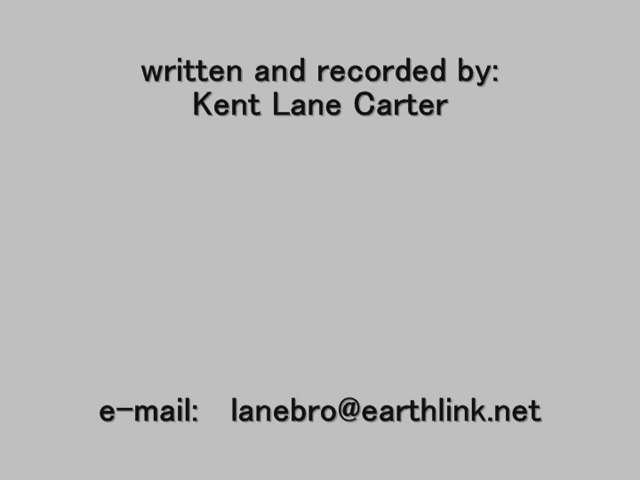 written and recorded by:
Kent Lane Carter
e-mail: lanebro@earthlink.net